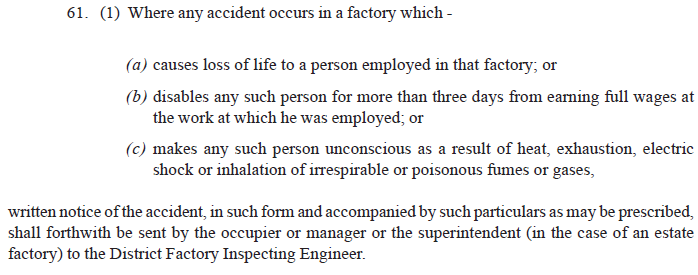 61. (1) Where any accident occurs in a factory which -
(a) causes loss of life to a person employed in that factory; or
(b) disables any such person for more than three days from earning full wages at
the work at which he was employed; or
(c) makes any such person unconscious as a result of heat, exhaustion, electric
shock or inhalation of irrespirable or poisonous fumes or gases,
written notice of the accident, in such form and accompanied by such particulars as may be prescribed,
shall forthwith be sent by the occupier or manager or the superintendent (in the case of an estate
factory) to the District Factory Inspecting Engineer.